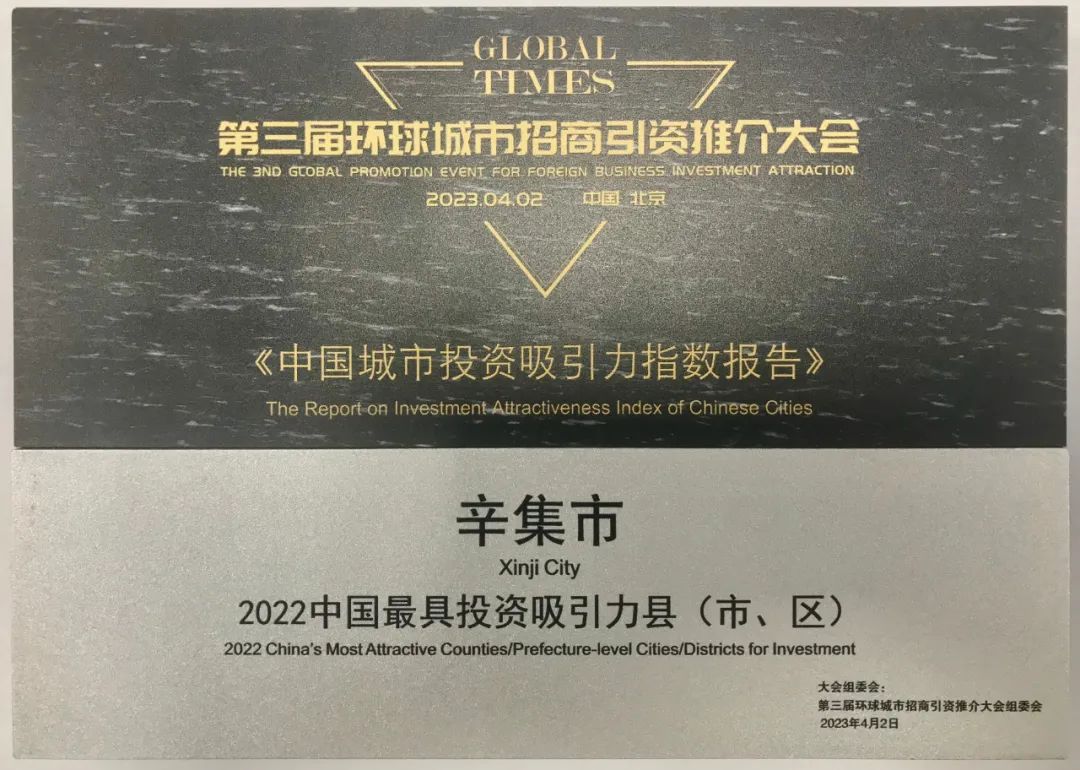 GLOBAL
TIMES
第三届环球城市招商引资推介大会
THE 3ND GLOBAL PROMOTION EVENT FOR FOREIGN BUSINESS INVESTMENT ATTRACTION
2023.04.02 中国 北京
《中国城市投资吸引力指数报告》
The Report on Investment Attractiveness Index of Chinese Cities
辛集市
Xinji City
2022中国最具投资吸引力县（市、区）
2022 China's Most Attractive Counties/Prefecture-level Cities/Districts for Investment
大会组委会：
第三届环球城市招商引资推介大会组委会
2023年4月2日